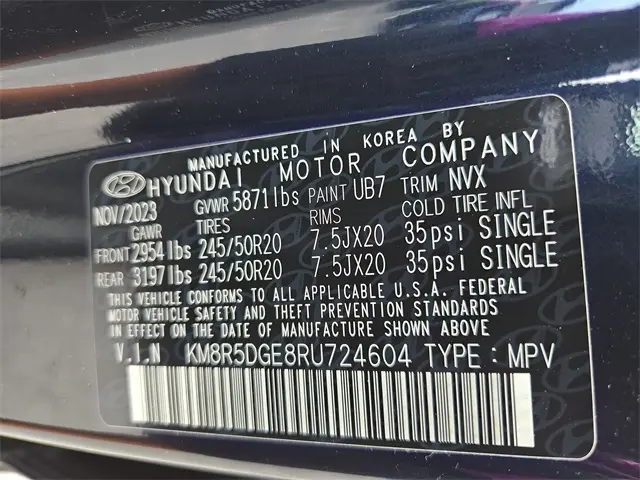 MANUFACTURED IN KOREA BY
HYUNDAI MOTOR COMPANY
NOV/2023 GVWR 5871lbs PAINT UB7 TRIM NVX
GAWR TIRES RIMS COLD TIRE INFL
FRONT 2954lbs 245/50R20 7.5JX20 35psi SINGLE
REAR 3197lbs 245/50R20 7.5JX20 35psi SINGLE
THIS VEHICLE CONFORMS TO ALL APPLICABLE U.S.A. FEDERAL
MOTOR VEHICLE SAFETY AND THEFT PREVENTION STANDARDS
IN EFFECT ON THE DATE OF MANUFACTURE SHOWN ABOVE.
V.I.N KM8R5DGE8RU724604 TYPE : MPV